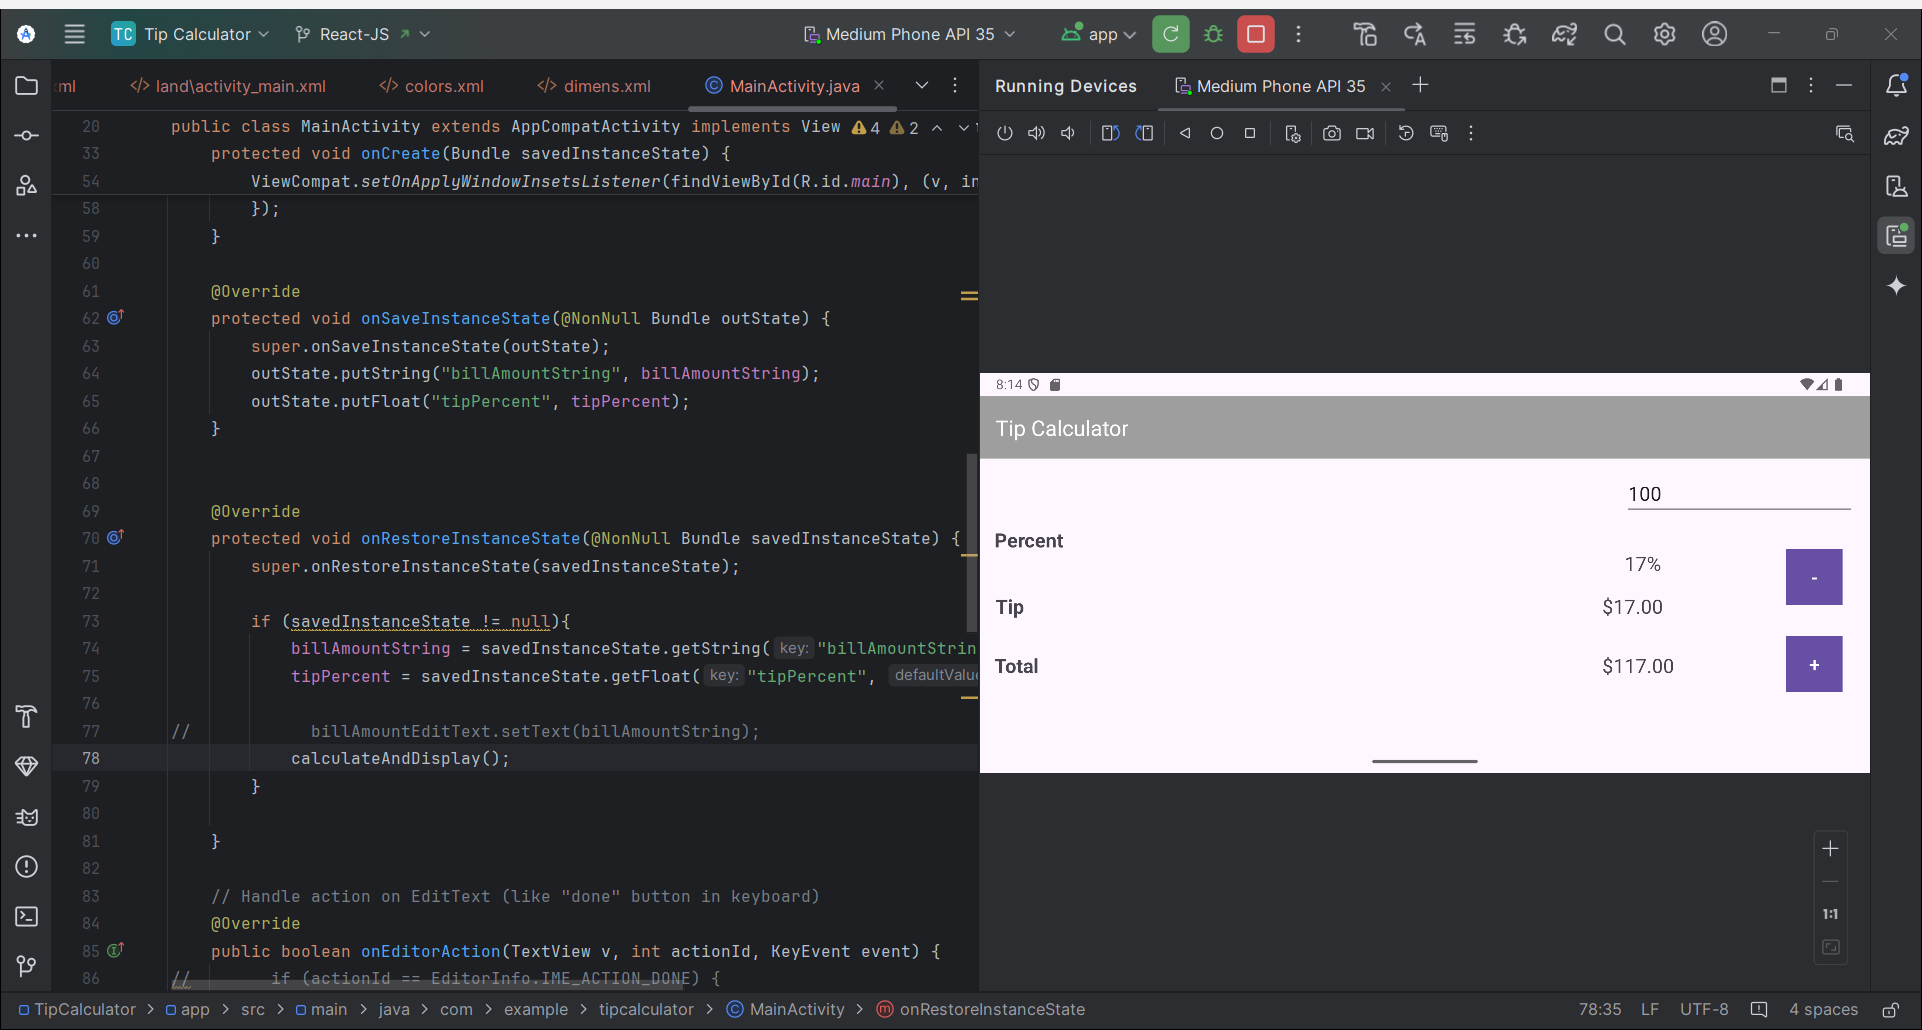 TC Tip Calculator React-JS Medium Phone API 35 app
land\activity_main.xml colors.xml dimens.xml MainActivity.java
Running Devices Medium Phone API 35
20 public class MainActivity extends AppCompatActivity implements View 4 2
33 protected void onCreate(Bundle savedInstanceState) {
54 ViewCompat.setOnApplyWindowInsetsListener(findViewById(R.id.main), (v, in
58 });
59 }
60
61 @Override
62 protected void onSaveInstanceState(@NonNull Bundle outState) {
63 super.onSaveInstanceState(outState);
64 outState.putString("billAmountString", billAmountString);
65 outState.putFloat("tipPercent", tipPercent);
66 }
67
68
69 @Override
70 protected void onRestoreInstanceState(@NonNull Bundle savedInstanceState) {
71 super.onRestoreInstanceState(savedInstanceState);
72
73 if (savedInstanceState != null){
74 billAmountString = savedInstanceState.getString( key: "billAmountStrin
75 tipPercent = savedInstanceState.getFloat( key: "tipPercent", defaultValue
76
77 // billAmountEditText.setText(billAmountString);
78 calculateAndDisplay();
79 }
80
81 }
82
83 // Handle action on EditText (like "done" button in keyboard)
84 @Override
85 public boolean onEditorAction(TextView v, int actionId, KeyEvent event) {
86 // if (actionId == EditorInfo.IME_ACTION_DONE) {
8:14
Tip Calculator
100
Percent
17%
-
Tip $17.00
Total $117.00 +
1:1
TipCalculator > app > src > main > java > com > example > tipcalculator > MainActivity > onRestoreInstanceState 78:35 LF UTF-8 4 spaces